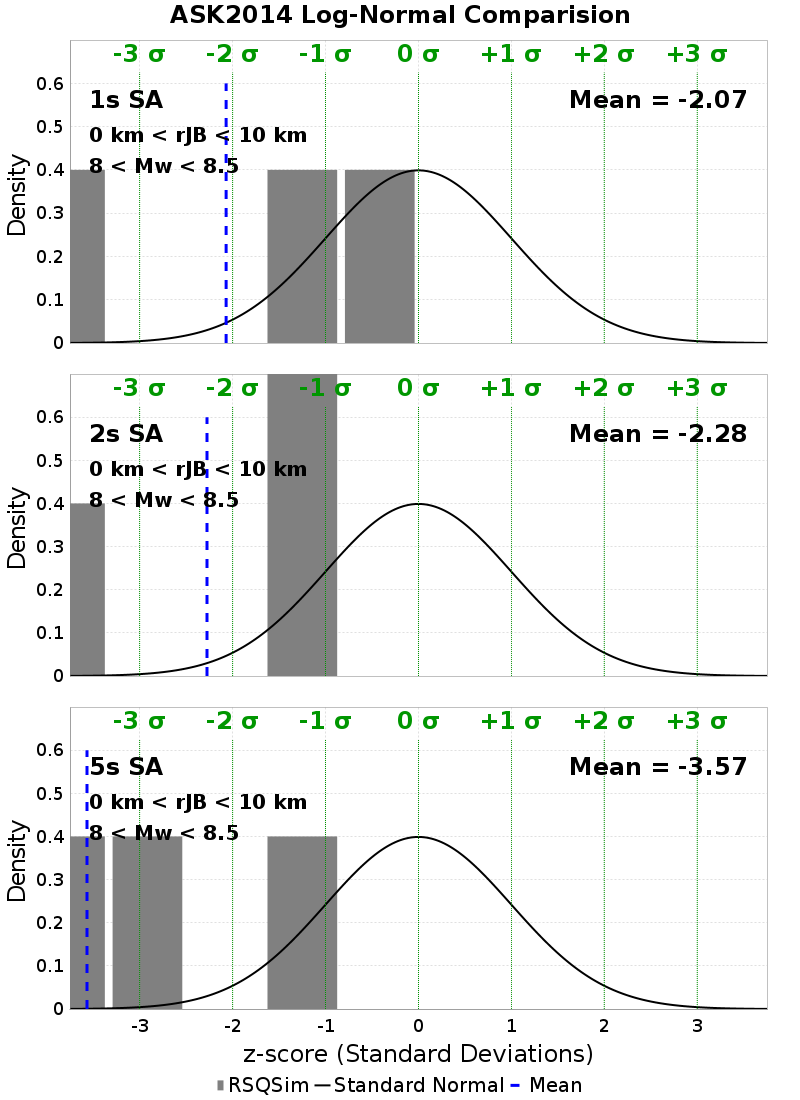 ASK2014 Log-Normal Comparision
-3 σ -2 σ -1 σ 0 σ +1 σ +2 σ +3 σ
1s SA
Mean = -2.07
0 km < rJB < 10 km
8 < Mw < 8.5
Density
0.6
0.5
0.4
0.3
0.2
0.1
0
-3 σ -2 σ -1 σ 0 σ +1 σ +2 σ +3 σ
2s SA
Mean = -2.28
0 km < rJB < 10 km
8 < Mw < 8.5
Density
0.6
0.5
0.4
0.3
0.2
0.1
0
-3 σ -2 σ -1 σ 0 σ +1 σ +2 σ +3 σ
5s SA
Mean = -3.57
0 km < rJB < 10 km
8 < Mw < 8.5
Density
0.6
0.5
0.4
0.3
0.2
0.1
0
-3 -2 -1 0 1 2 3
z-score (Standard Deviations)
RSQSim Standard Normal Mean